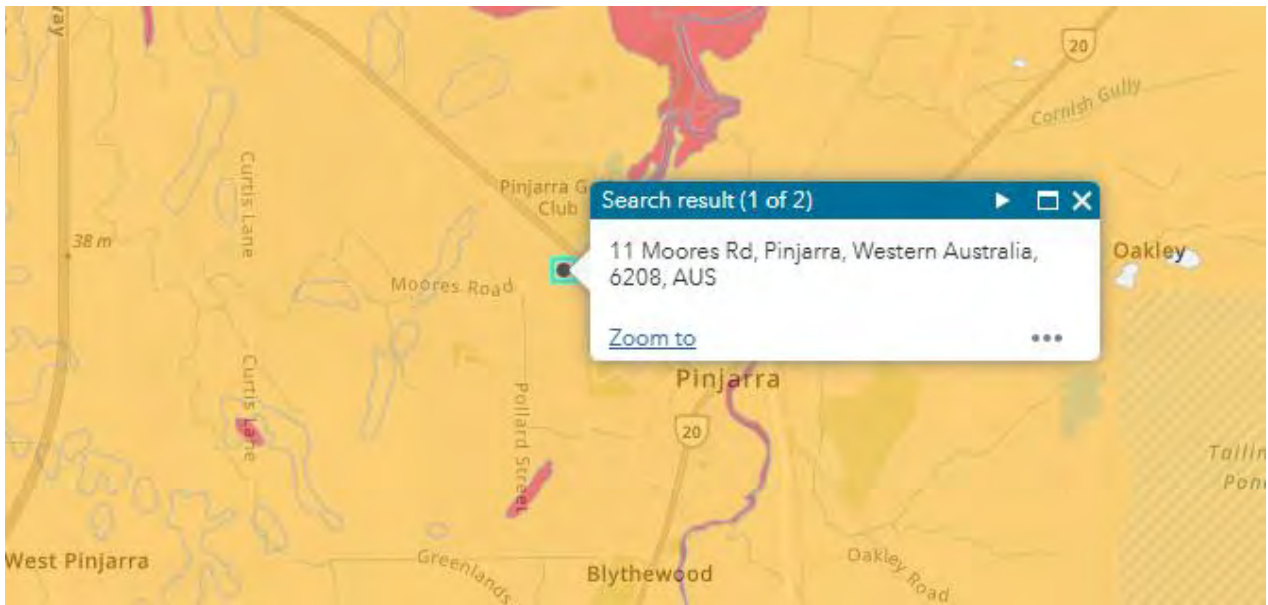 way
20
Cornish Gully
Curtis Lane
Pinjarra G
Club
Search result (1 of 2)
11 Moores Rd, Pinjarra, Western Australia,
6208, AUS
Zoom to
38 m
Moores Road
Oakley
Curtis Lane
Pollard Street
Pinjarra
20
Tailin
Pon
West Pinjarra
Greenlands
Blythewood
Oakley Road